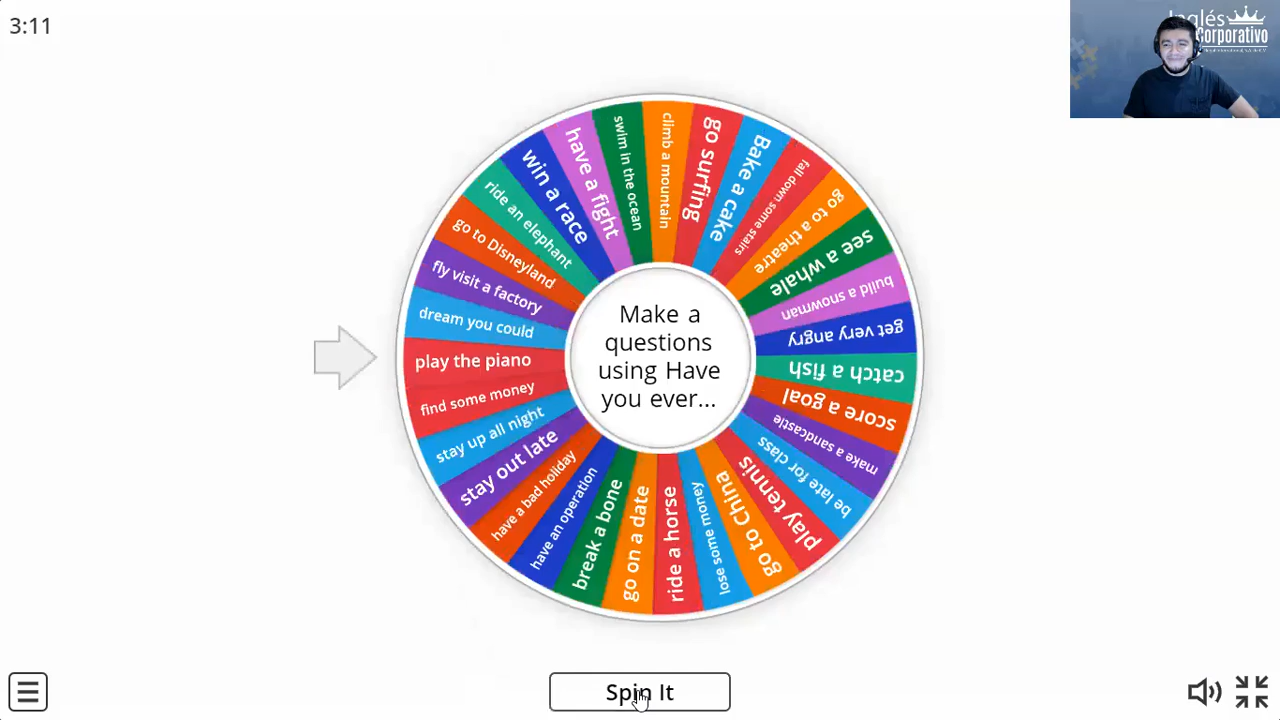 3:11
Inglés
Corporativo
climb a mountain
go surfing
Bake a cake
fall down some stairs
go to a theatre
see a whale
build a snowman
get very angry
catch a fish
score a goal
make a sandcastle
be late for class
play tennis
go to China
lose some money
ride a horse
go on a date
break a bone
have an operation
have a bad holiday
stay out late
stay up all night
find some money
play the piano
dream you could
fly visit a factory
go to Disneyland
ride an elephant
win a race
have a fight
swim in the ocean
Make a
questions
using Have
you ever...
Spin It